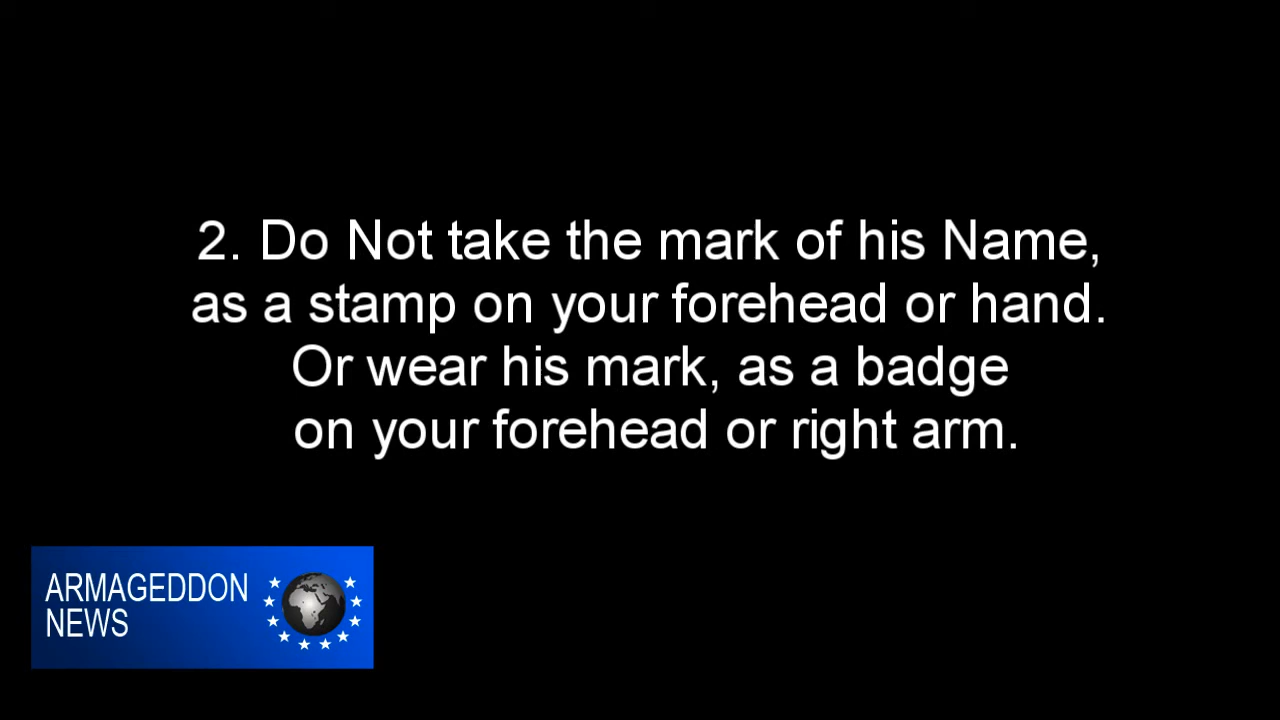 2. Do Not take the mark of his Name,
as a stamp on your forehead or hand.
Or wear his mark, as a badge
on your forehead or right arm.
ARMAGEDDON
NEWS